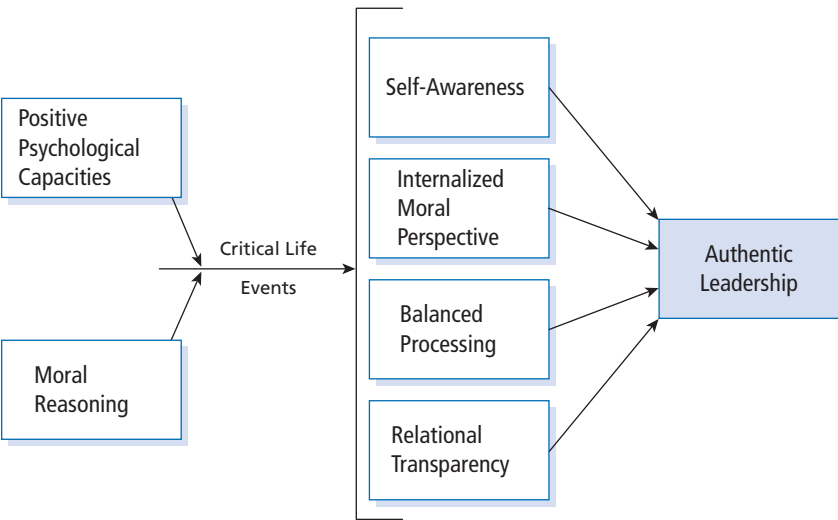 Positive
Psychological
Capacities
Moral
Reasoning
Critical Life
Events
Self-Awareness
Internalized
Moral
Perspective
Balanced
Processing
Relational
Transparency
Authentic
Leadership